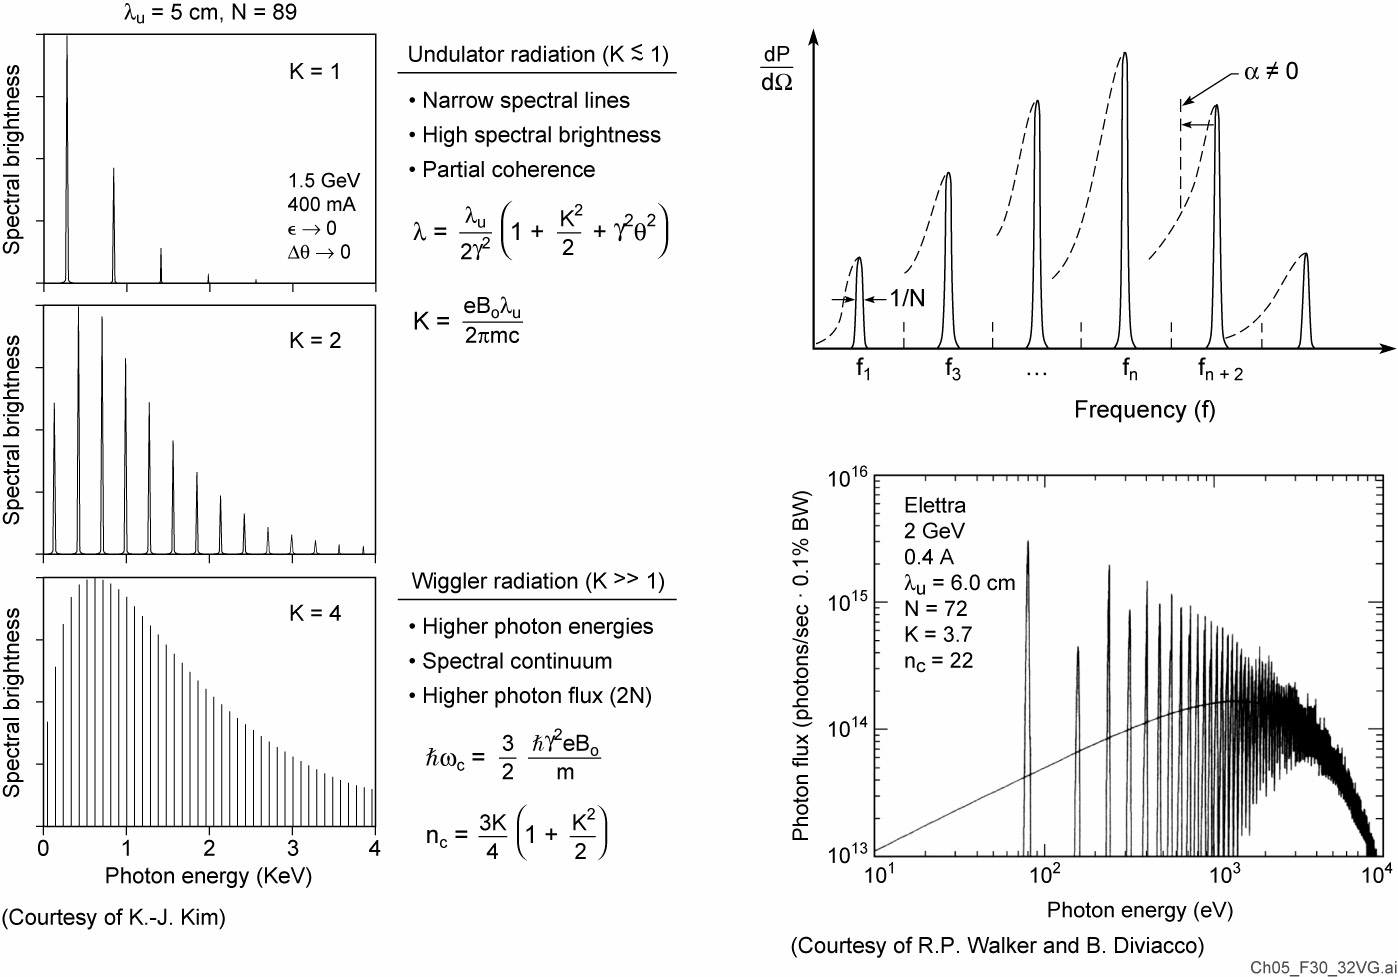 λu = 5 cm, N = 89
Spectral brightness
K = 1
1.5 GeV
400 mA
ϵ → 0
Δθ → 0
Spectral brightness
K = 2
Spectral brightness
K = 4
0 1 2 3 4
Photon energy (KeV)
(Courtesy of K.-J. Kim)
Undulator radiation (K ≲ 1)
• Narrow spectral lines
• High spectral brightness
• Partial coherence
λ = λu/2γ² (1 + K²/2 + γ²θ²)
K = eBoλu/2πmc
Wiggler radiation (K >> 1)
• Higher photon energies
• Spectral continuum
• Higher photon flux (2N)
ℏωc = 3/2 ℏγ²eBo/m
nc = 3K/4 (1 + K²/2)
dP/dΩ
α ≠ 0
1/N
f1 f3 … fn fn + 2
Frequency (f)
Photon flux (photons/sec · 0.1% BW)
10¹⁶
10¹⁵
10¹⁴
10¹³
Elettra
2 GeV
0.4 A
λu = 6.0 cm
N = 72
K = 3.7
nc = 22
10¹ 10² 10³ 10⁴
Photon energy (eV)
(Courtesy of R.P. Walker and B. Diviacco)
Ch05_F30_32VG.ai